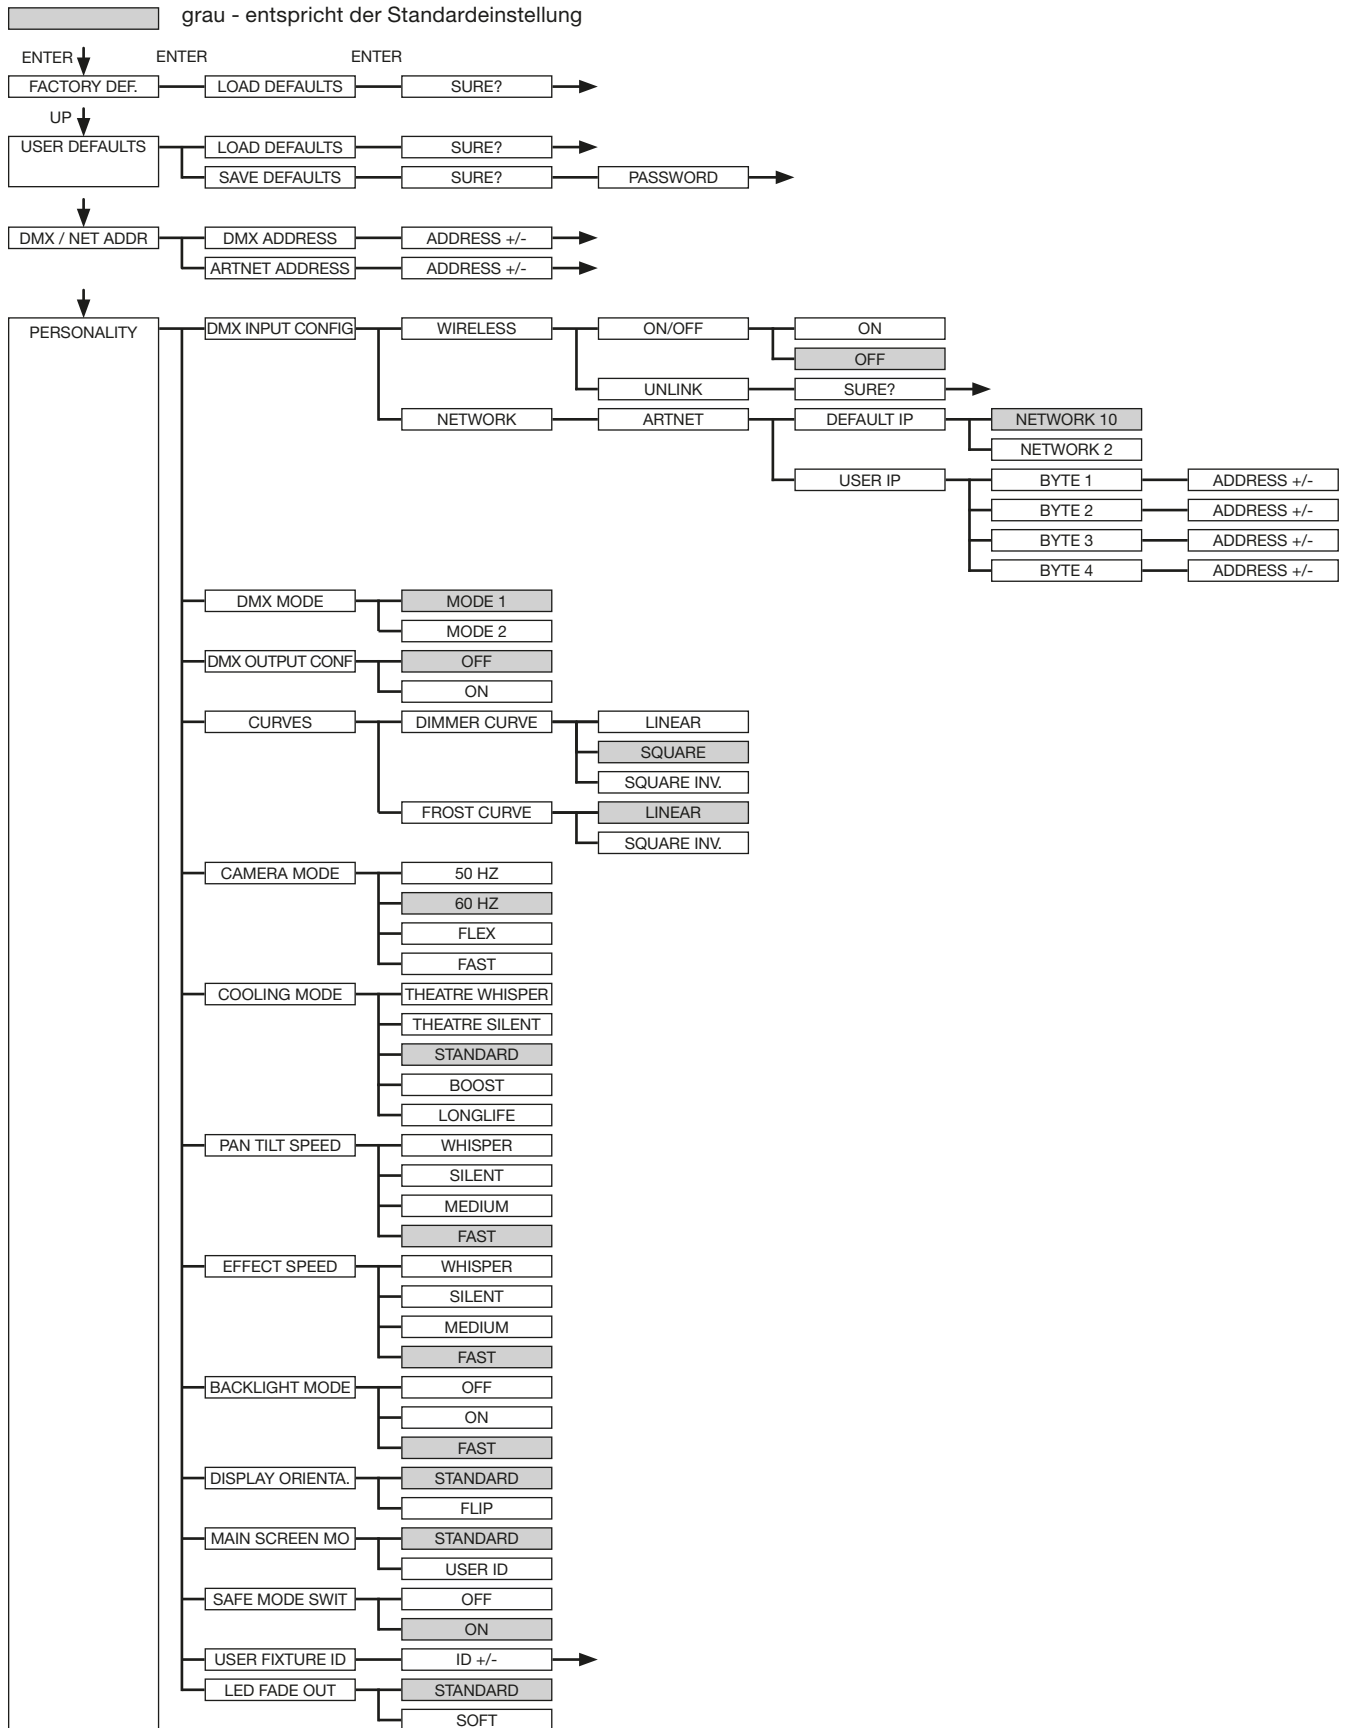 grau - entspricht der Standardeinstellung
ENTER ENTER ENTER
FACTORY DEF. LOAD DEFAULTS SURE?
UP
USER DEFAULTS LOAD DEFAULTS SURE?
SAVE DEFAULTS SURE? PASSWORD
DMX / NET ADDR DMX ADDRESS ADDRESS +/-
ARTNET ADDRESS ADDRESS +/-
PERSONALITY DMX INPUT CONFIG WIRELESS ON/OFF ON
OFF
UNLINK SURE?
NETWORK ARTNET DEFAULT IP NETWORK 10
NETWORK 2
USER IP BYTE 1 ADDRESS +/-
BYTE 2 ADDRESS +/-
BYTE 3 ADDRESS +/-
BYTE 4 ADDRESS +/-
DMX MODE MODE 1
MODE 2
DMX OUTPUT CONF OFF
ON
CURVES DIMMER CURVE LINEAR
SQUARE
SQUARE INV.
FROST CURVE LINEAR
SQUARE INV.
CAMERA MODE 50 HZ
60 HZ
FLEX
FAST
COOLING MODE THEATRE WHISPER
THEATRE SILENT
STANDARD
BOOST
LONGLIFE
PAN TILT SPEED WHISPER
SILENT
MEDIUM
FAST
EFFECT SPEED WHISPER
SILENT
MEDIUM
FAST
BACKLIGHT MODE OFF
ON
FAST
DISPLAY ORIENTA. STANDARD
FLIP
MAIN SCREEN MO STANDARD
USER ID
SAFE MODE SWIT OFF
ON
USER FIXTURE ID ID +/-
LED FADE OUT STANDARD
SOFT